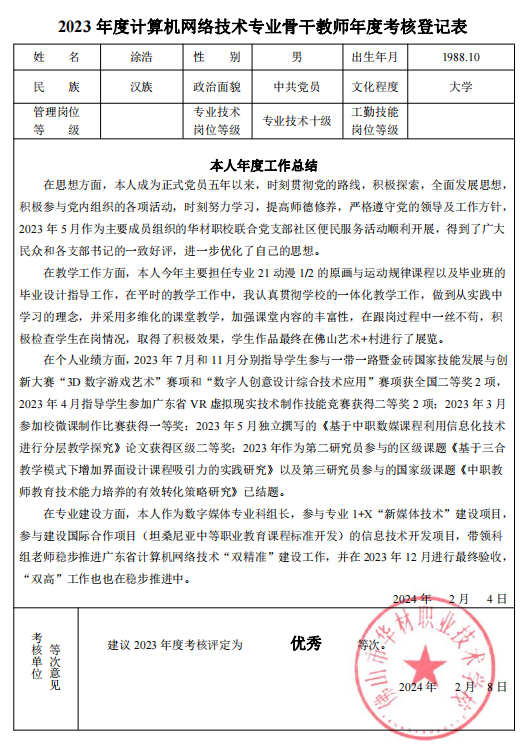 2023 年度计算机网络技术专业骨干教师年度考核登记表
姓 名 涂浩 性 别 男 出生年月 1988.10
民 族 汉族 政治面貌 中共党员 文化程度 大学
管理岗位等 级 专业技术岗位等级 专业技术十级 工勤技能岗位等级
本人年度工作总结
在思想方面，本人成为正式党员五年以来，时刻贯彻党的路线，积极探索，全面发展思想，
积极参与党内组织的各项活动，时刻努力学习，提高师德修养，严格遵守党的领导及工作方针，
2023 年 5 月作为主要成员组织的华材职校联合党支部社区便民服务活动顺利开展，得到了广大
民众和各支部书记的一致好评，进一步优化了自己的思想。
在教学工作方面，本人今年主要担任专业 21 动漫 1/2 的原画与运动规律课程以及毕业班的
毕业设计指导工作，在平时的教学工作中，我认真贯彻学校的一体化教学工作，做到从实践中
学习的理念，并采用多维化的课堂教学，加强课堂内容的丰富性，在跟岗过程中一丝不苟，积
极检查学生在岗情况，取得了积极效果，学生作品最终在佛山艺术+村进行了展览。
在个人业绩方面，2023 年 7 月和 11 月分别指导学生参与一带一路暨金砖国家技能发展与创
新大赛“3D 数字游戏艺术”赛项和“数字人创意设计综合技术应用”赛项获全国二等奖 2 项，
2023 年 4 月指导学生参加广东省 VR 虚拟现实技术制作技能竞赛获得二等奖 2 项；2023 年 3 月
参加校微课制作比赛获得一等奖；2023 年 5 月独立撰写的《基于中职数媒课程利用信息化技术
进行分层教学探究》论文获得区级二等奖；2023 年作为第二研究员参与的区级课题《基于三合
教学模式下增加界面设计课程吸引力的实践研究》以及第三研究员参与的国家级课题《中职教
师教育技术能力培养的有效转化策略研究》已结题。
在专业建设方面，本人作为数字媒体专业科组长，参与专业 1+X “新媒体技术”建设项目，
参与建设国际合作项目（坦桑尼亚中等职业教育课程标准开发）的信息技术开发项目，带领科
组老师稳步推进广东省计算机网络技术“双精准”建设工作，并在 2023 年 12 月进行最终验收，
“双高”工作也也在稳步推进中。
2024 年 2 月 4 日
考核单位等次意见
建议 2023 年度考核评定为 优秀 等次。
2024 年 2 月 8 日
佛山市华材职业技术学校